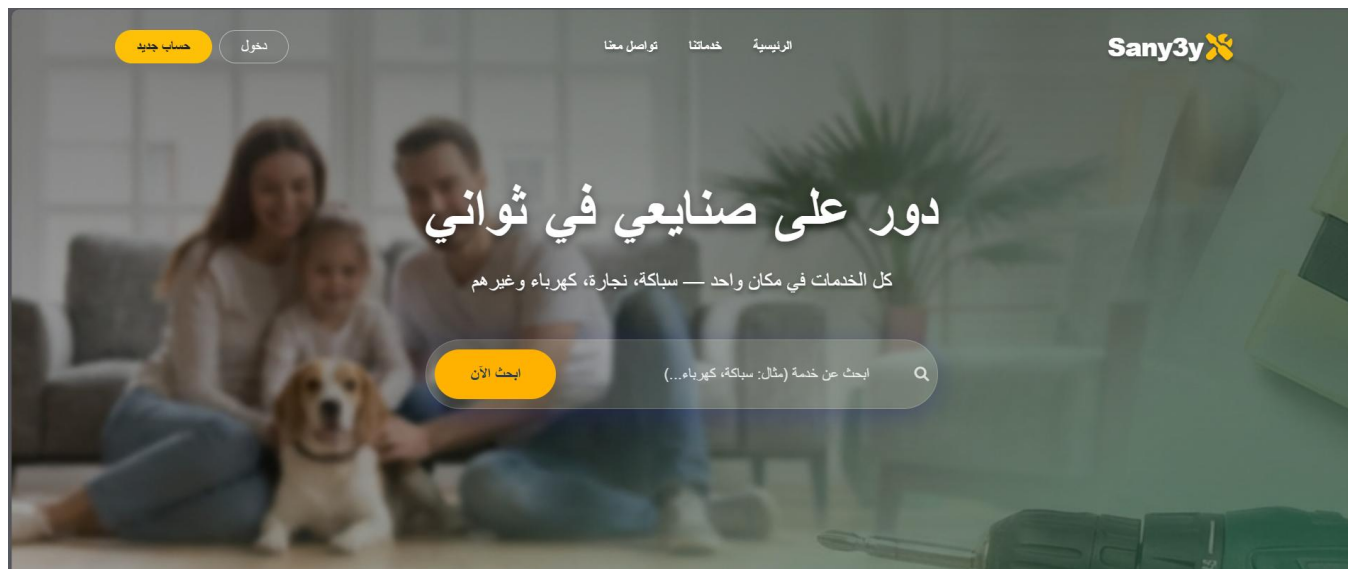 Sany3y
الرئيسية خدماتنا تواصل معنا
دخول حساب جديد
دور على صنايعي في ثواني
كل الخدمات في مكان واحد — سباكة، نجارة، كهرباء وغيرهم
ابحث عن خدمة (مثال: سباكة، كهرباء...) ابحث الآن